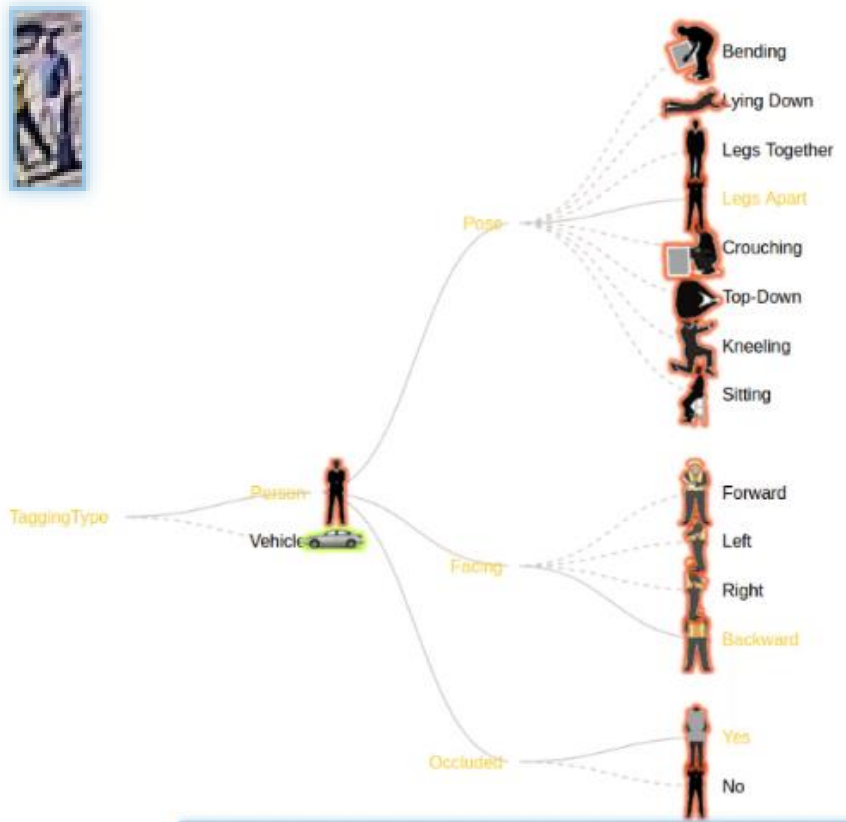 Bending
Lying Down
Legs Together
Legs Apart
Pose
Crouching
Top-Down
Kneeling
Sitting
Person
TaggingType
Vehicle
Forward
Left
Facing
Right
Backward
Yes
Occluded
No